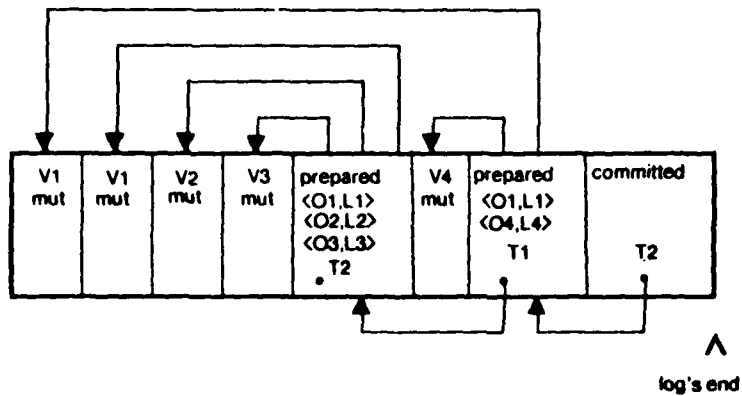 V1 V1 V2 V3 prepared V4 prepared committed
mut mut mut mut <O1,L1> mut <O1,L1>
<O2,L2> <O4,L4>
<O3,L3>
T2 T1 T2
log's end